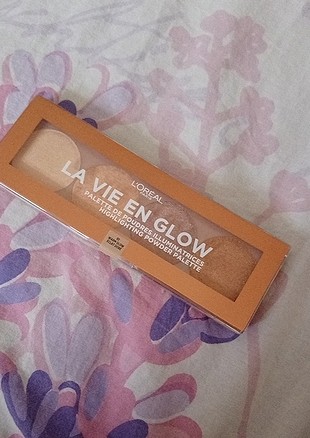 L'ORÉAL
LA VIE EN GLOW
PALETTE DE POUDRES ILLUMINATRICES
HIGHLIGHTING POWDER PALETTE